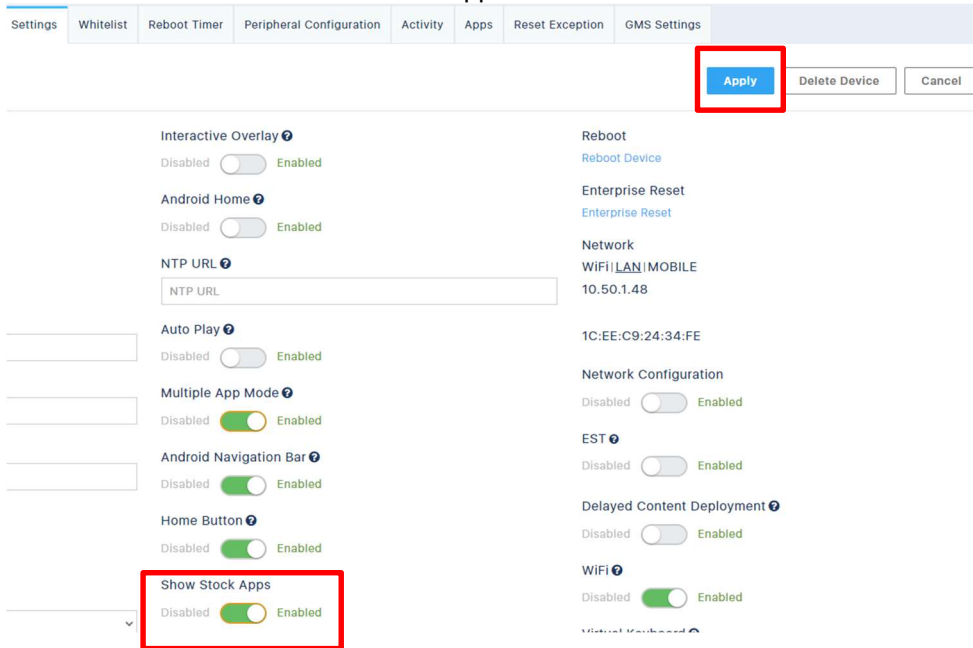 Settings Whitelist Reboot Timer Peripheral Configuration Activity Apps Reset Exception GMS Settings
Apply Delete Device Cancel
Interactive Overlay
Disabled Enabled
Android Home
Disabled Enabled
NTP URL
NTP URL
Auto Play
Disabled Enabled
Multiple App Mode
Disabled Enabled
Android Navigation Bar
Disabled Enabled
Home Button
Disabled Enabled
Show Stock Apps
Disabled Enabled
Reboot
Reboot Device
Enterprise Reset
Enterprise Reset
Network
WiFi|LAN|MOBILE
10.50.1.48
1C:EE:C9:24:34:FE
Network Configuration
Disabled Enabled
EST
Disabled Enabled
Delayed Content Deployment
Disabled Enabled
WiFi
Disabled Enabled
Virtual Keyboard